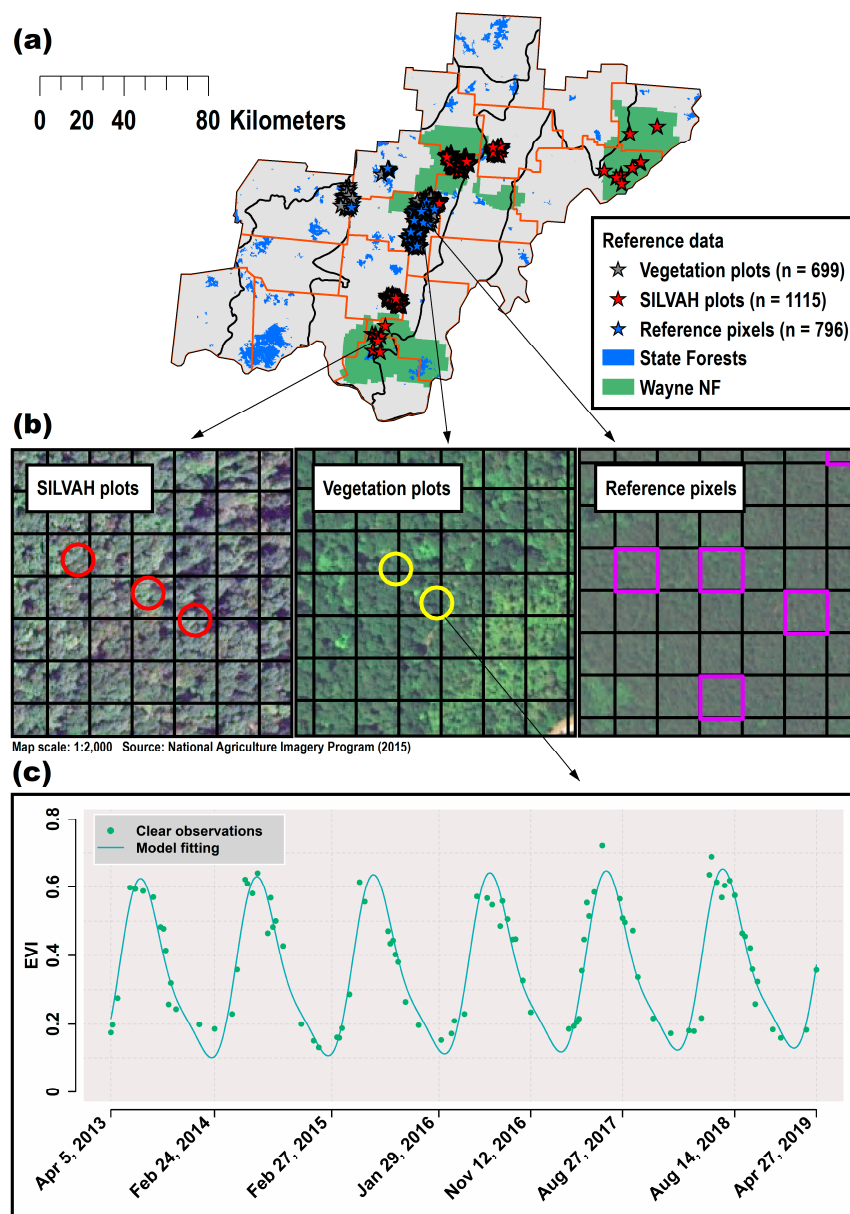 (a)
0 20 40 80 Kilometers
Reference data
Vegetation plots (n = 699)
SILVAH plots (n = 1115)
Reference pixels (n = 796)
State Forests
Wayne NF
(b)
SILVAH plots
Vegetation plots
Reference pixels
Map scale: 1:2,000 Source: National Agriculture Imagery Program (2015)
(c)
Clear observations
Model fitting
EVI
0.8
0.6
0.4
0.2
0
Apr 5, 2013
Feb 24, 2014
Feb 27, 2015
Jan 29, 2016
Nov 12, 2016
Aug 27, 2017
Aug 14, 2018
Apr 27, 2019